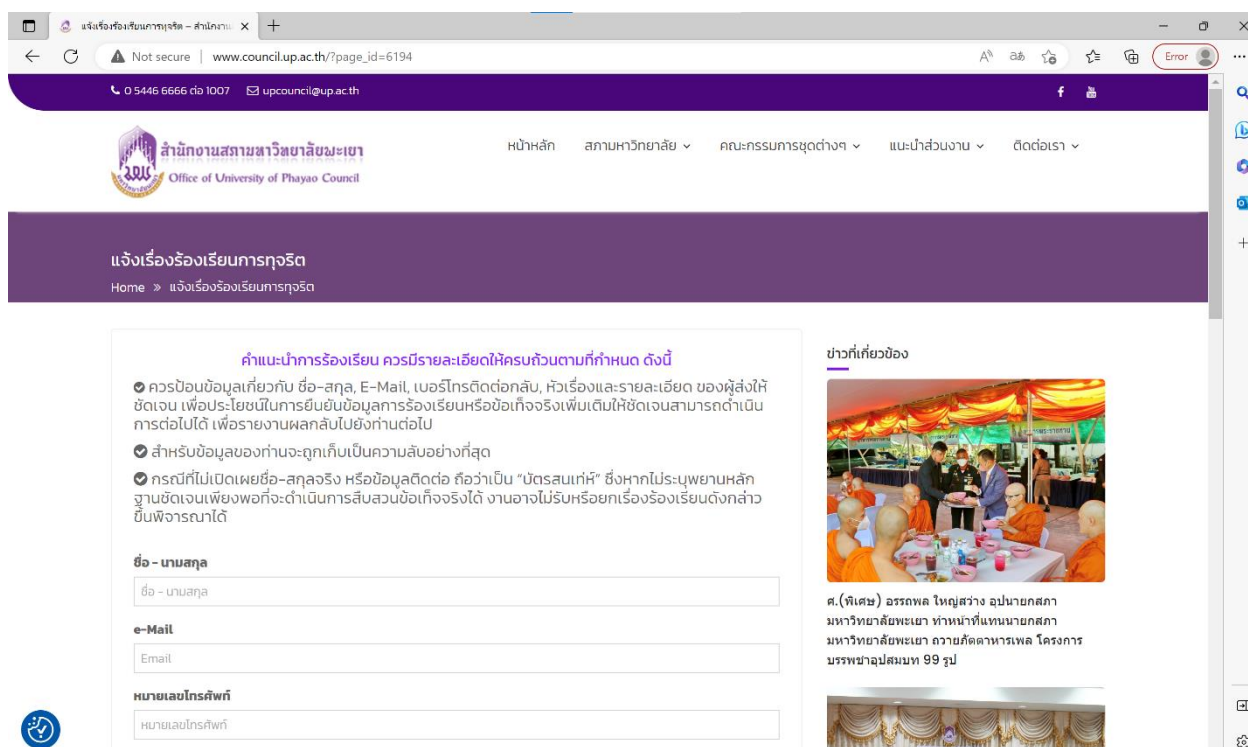 แจ้งเรื่องร้องเรียนการทุจริต – สำนักงาน
Not secure | www.council.up.ac.th/?page_id=6194
Error
0 5446 6666 ต่อ 1007 upcouncil@up.ac.th
สำนักงานสภามหาวิทยาลัยพะเยา
Office of University of Phayao Council
หน้าหลัก สภามหาวิทยาลัย คณะกรรมการชุดต่างๆ แนะนำส่วนงาน ติดต่อเรา
แจ้งเรื่องร้องเรียนการทุจริต
Home » แจ้งเรื่องร้องเรียนการทุจริต
คำแนะนำการร้องเรียน ควรมีรายละเอียดให้ครบถ้วนตามที่กำหนด ดังนี้
ควรป้อนข้อมูลเกี่ยวกับ ชื่อ-สกุล, E-Mail, เบอร์โทรติดต่อกลับ, หัวเรื่องและรายละเอียด ของผู้ส่งให้
ชัดเจน เพื่อประโยชน์ในการยืนยันข้อมูลการร้องเรียนหรือข้อเท็จจริงเพิ่มเติมให้ชัดเจนสามารถดำเนิน
การต่อไปได้ เพื่อรายงานผลกลับไปยังท่านต่อไป
สำหรับข้อมูลของท่านจะถูกเก็บเป็นความลับอย่างที่สุด
กรณีที่ไม่เปิดเผยชื่อ-สกุลจริง หรือข้อมูลติดต่อ ถือว่าเป็น “บัตรสนเท่ห์” ซึ่งหากไม่ระบุพยานหลัก
ฐานชัดเจนเพียงพอที่จะดำเนินการสืบสวนข้อเท็จจริงได้ งานอาจไม่รับหรือยกเรื่องร้องเรียนดังกล่าว
ขึ้นพิจารณาได้
ชื่อ - นามสกุล
ชื่อ - นามสกุล
e-Mail
Email
หมายเลขโทรศัพท์
หมายเลขโทรศัพท์
ข่าวที่เกี่ยวข้อง
ศ.(พิเศษ) อรรถพล ใหญ่สว่าง อุปนายกสภา
มหาวิทยาลัยพะเยา ทำหน้าที่แทนนายกสภา
มหาวิทยาลัยพะเยา ถวายภัตตาหารเพล โครงการ
บรรพชาอุปสมบท 99 รูป